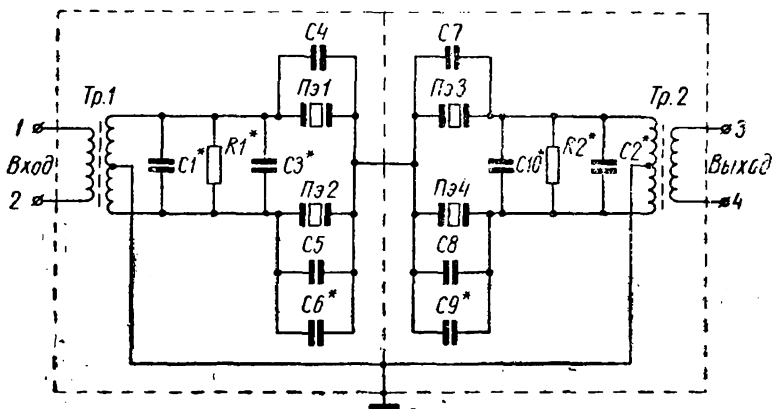 C4
C7
Тр.1
Пэ1
Пэ3
Тр.2
1
C1*
R1*
C3*
C10*
R2*
C2*
3
Вход
Выход
2
Пэ2
Пэ4
4
C5
C8
C6*
C9*